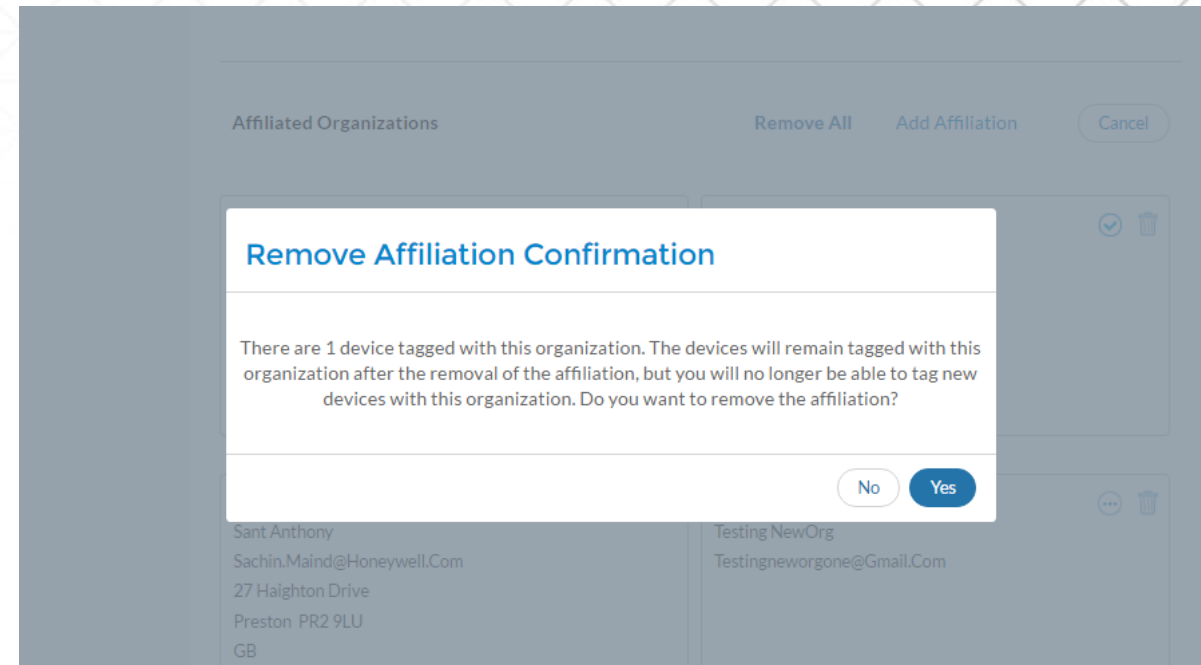 Affiliated Organizations
Remove All
Add Affiliation
Cancel
Remove Affiliation Confirmation
There are 1 device tagged with this organization. The devices will remain tagged with this
organization after the removal of the affiliation, but you will no longer be able to tag new
devices with this organization. Do you want to remove the affiliation?
No
Yes
Sant Anthony
Sachin.Maind@Honeywell.Com
27 Haighton Drive
Preston PR2 9LU
GB
Testing NewOrg
Testingneworgone@Gmail.Com